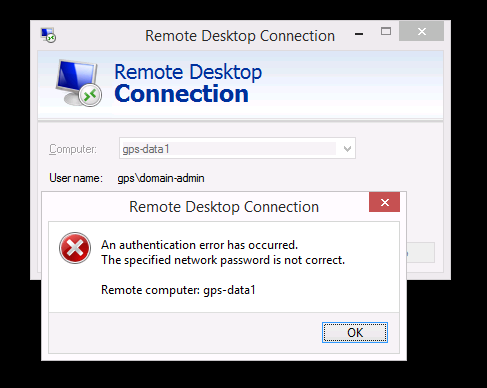 Remote Desktop Connection
Remote Desktop
Connection
Computer:
gps-data1
User name:
gps\domain-admin
Remote Desktop Connection
An authentication error has occurred.
The specified network password is not correct.
Remote computer: gps-data1
OK